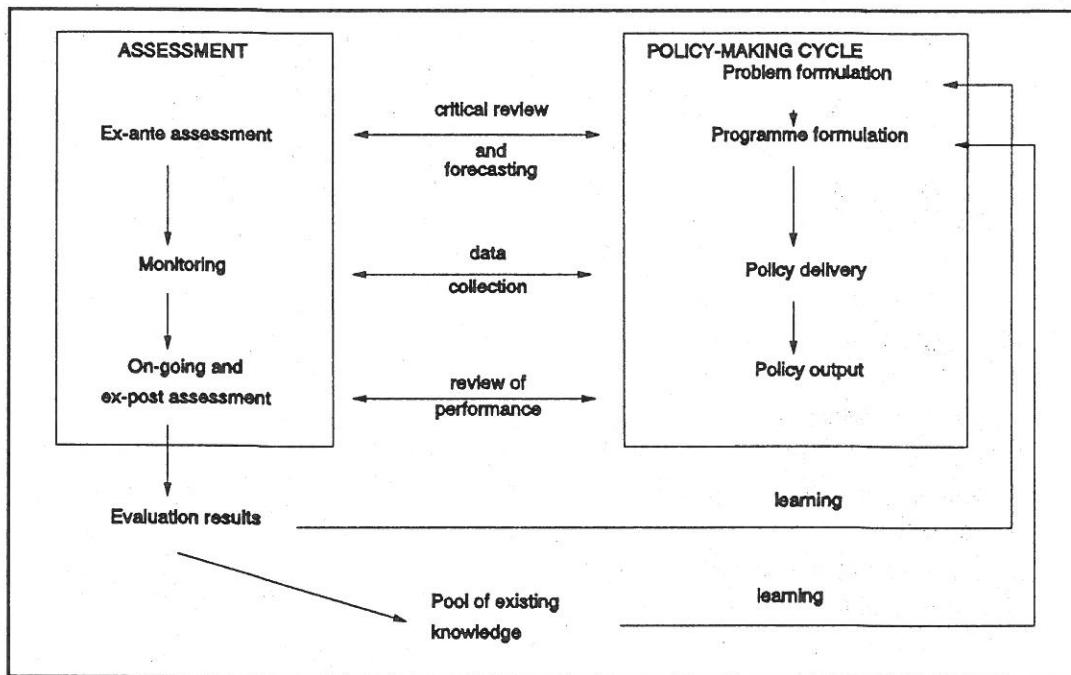 ASSESSMENT
Ex-ante assessment
Monitoring
On-going and
ex-post assessment
Evaluation results
critical review
and
forecasting
data
collection
review of
performance
POLICY-MAKING CYCLE
Problem formulation
Programme formulation
Policy delivery
Policy output
learning
Pool of existing
knowledge
learning